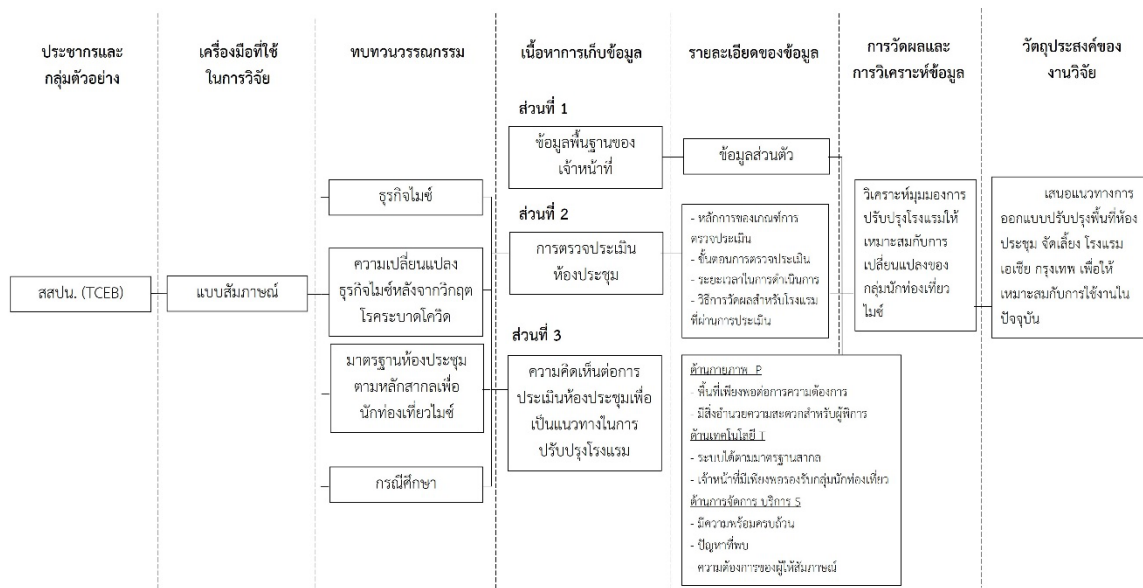 ประชากรและ
กลุ่มตัวอย่าง
เครื่องมือที่ใช้
ในการวิจัย
ทบทวนวรรณกรรม
เนื้อหาการเก็บข้อมูล
รายละเอียดของข้อมูล
การวัดผลและ
การวิเคราะห์ข้อมูล
วัตถุประสงค์ของ
งานวิจัย
สสปน. (TCEB)
แบบสัมภาษณ์
ธุรกิจไมซ์
ความเปลี่ยนแปลง
ธุรกิจไมซ์หลังจากวิกฤต
โรคระบาดโควิด
มาตรฐานห้องประชุม
ตามหลักสากลเพื่อ
นักท่องเที่ยวไมซ์
กรณีศึกษา
ส่วนที่ 1
ข้อมูลพื้นฐานของ
เจ้าหน้าที่
ส่วนที่ 2
การตรวจประเมิน
ห้องประชุม
ส่วนที่ 3
ความคิดเห็นต่อการ
ประเมินห้องประชุมเพื่อ
เป็นแนวทางในการ
ปรับปรุงโรงแรม
ข้อมูลส่วนตัว
- หลักการของเกณฑ์การ
ตรวจประเมิน
- ขั้นตอนการตรวจประเมิน
- ระยะเวลาในการดำเนินการ
- วิธีการวัดผลสำหรับโรงแรม
ที่ผ่านการประเมิน
ด้านกายภาพ P
- พื้นที่เพียงพอต่อความต้องการ
- มีสิ่งอำนวยความสะดวกสำหรับผู้พิการ
ด้านเทคโนโลยี T
- ระบบได้ตามมาตรฐานสากล
- เจ้าหน้าที่มีเพียงพอรองรับกลุ่มนักท่องเที่ยว
ด้านการจัดการ บริการ S
- มีความพร้อมครบถ้วน
- ปัญหาที่พบ
ความต้องการของผู้ให้สัมภาษณ์
วิเคราะห์มุมมองการ
ปรับปรุงโรงแรมให้
เหมาะสมกับการ
เปลี่ยนแปลงของ
กลุ่มนักท่องเที่ยว
ไมซ์
เสนอแนวทางการ
ออกแบบปรับปรุงพื้นที่ห้อง
ประชุม จัดเลี้ยง โรงแรม
เอเชีย กรุงเทพ เพื่อให้
เหมาะสมกับการใช้งานใน
ปัจจุบัน